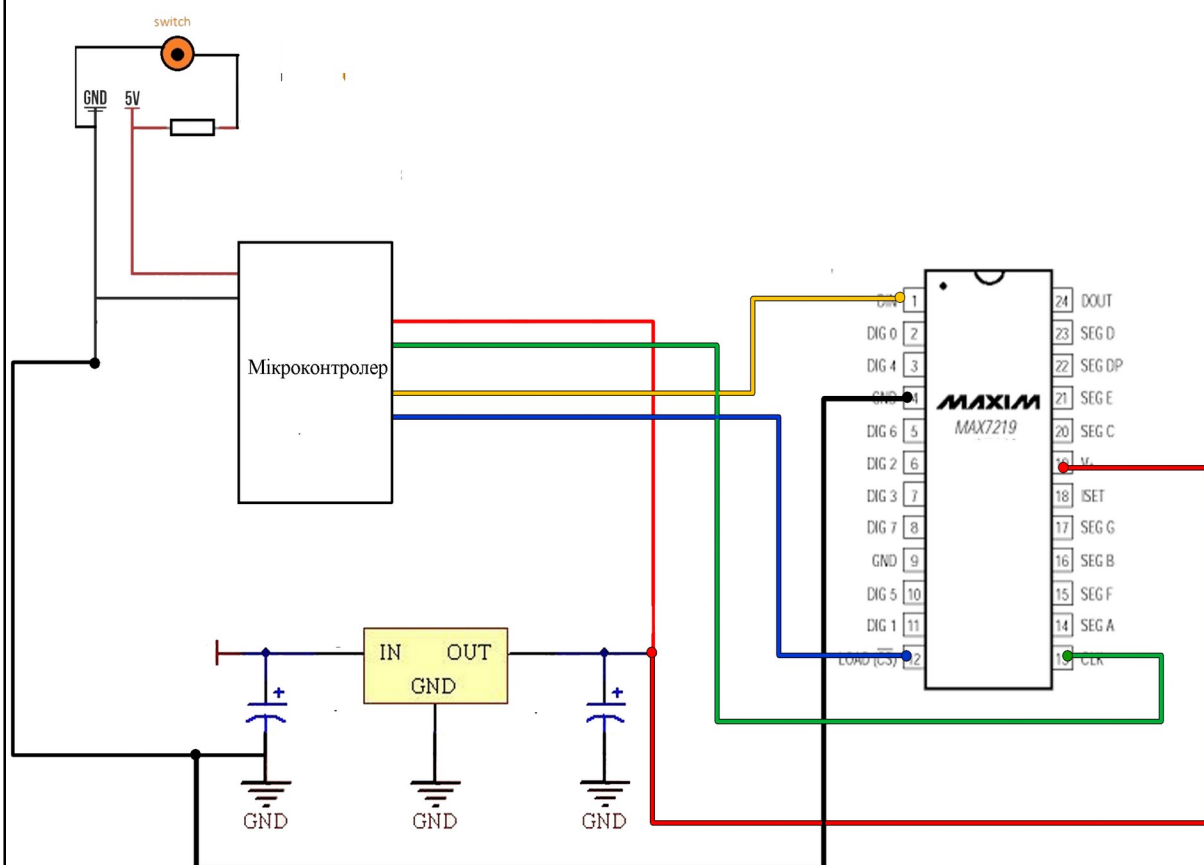 switch
GND 5V
Мікроконтролер
DIN 1
DIG 0 2
DIG 4 3
GND 4
DIG 6 5
DIG 2 6
DIG 3 7
DIG 7 8
GND 9
DIG 5 10
DIG 1 11
LOAD (CS) 12
MAXIM
MAX7219
24 DOUT
23 SEG D
22 SEG DP
21 SEG E
20 SEG C
19 V+
18 ISET
17 SEG G
16 SEG B
15 SEG F
14 SEG A
13 CLK
IN OUT
GND
+
+
GND
GND
GND